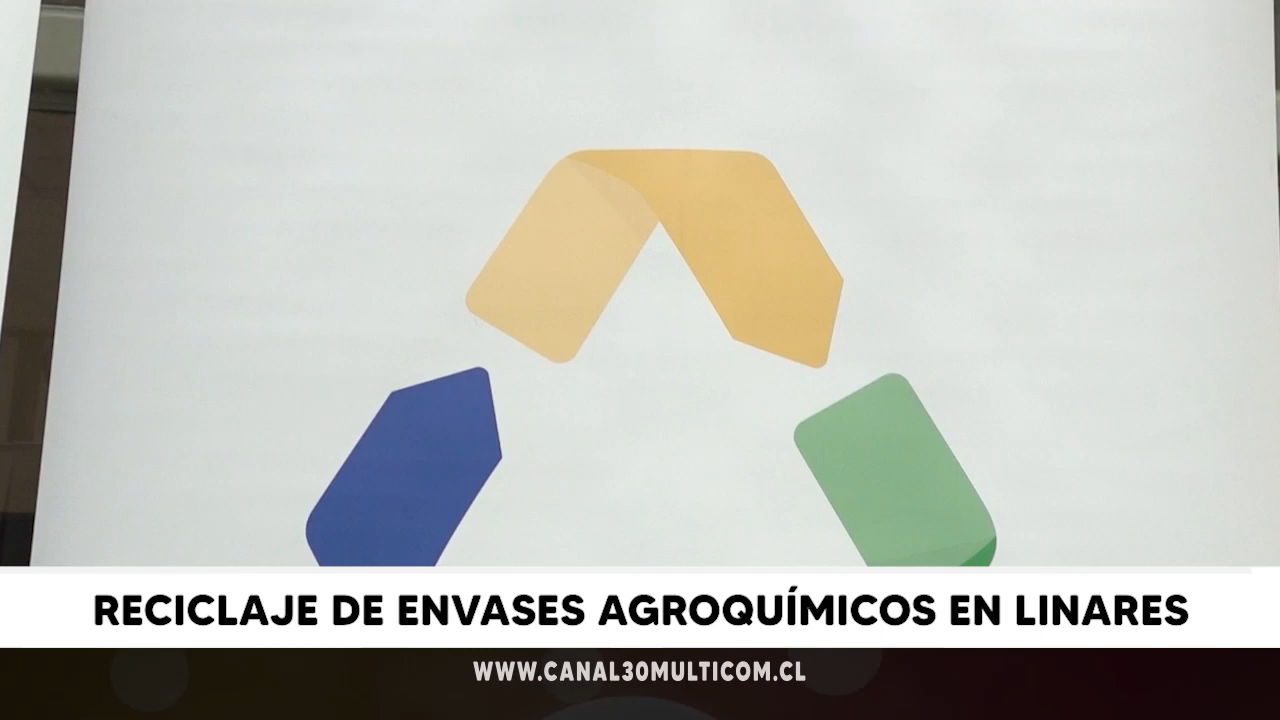 RECICLAJE DE ENVASES AGROQUÍMICOS EN LINARES
WWW.CANAL30MULTICOM.CL